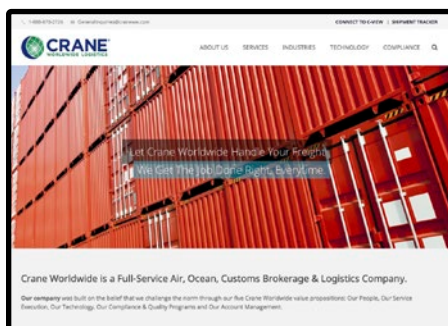 CONNECT TO C-VIEW | SHIPMENT TRACKER
CRANE
WORLDWIDE LOGISTICS
ABOUT US SERVICES INDUSTRIES TECHNOLOGY COMPLIANCE
Let Crane Worldwide Handle Your Freight.
We Get The Job Done Right, Everytime.
Crane Worldwide is a Full-Service Air, Ocean, Customs Brokerage & Logistics Company.
Our company was built on the belief that we challenge the norm through our five Crane Worldwide value propositions: Our People, Our Service
Execution, Our Technology, Our Compliance & Quality Programs and Our Account Management.